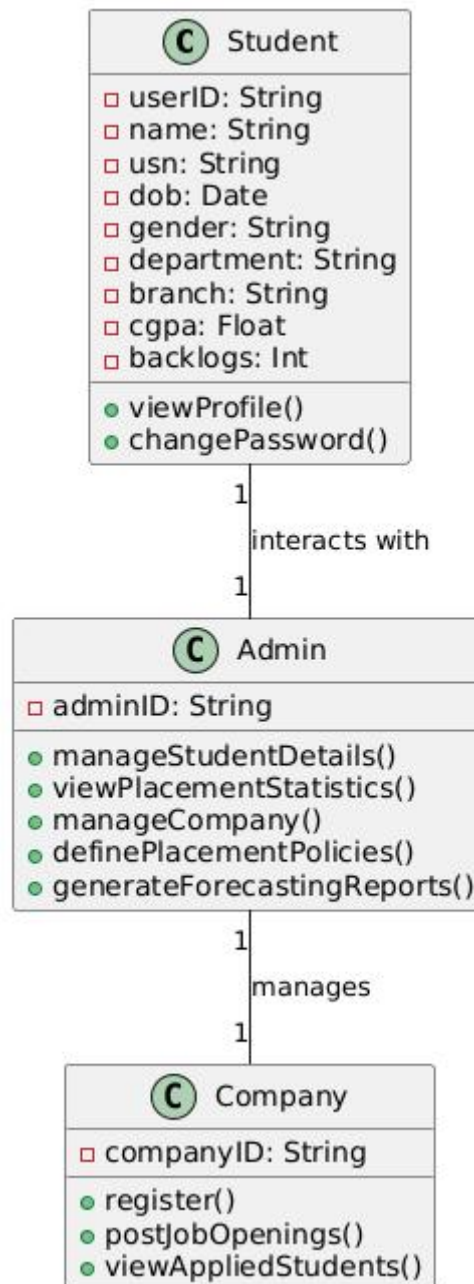 C Student
userID: String
name: String
usn: String
dob: Date
gender: String
department: String
branch: String
cgpa: Float
backlogs: Int
viewProfile()
changePassword()
1
interacts with
1
C Admin
adminID: String
manageStudentDetails()
viewPlacementStatistics()
manageCompany()
definePlacementPolicies()
generateForecastingReports()
1
manages
1
C Company
companyID: String
register()
postJobOpenings()
viewAppliedStudents()